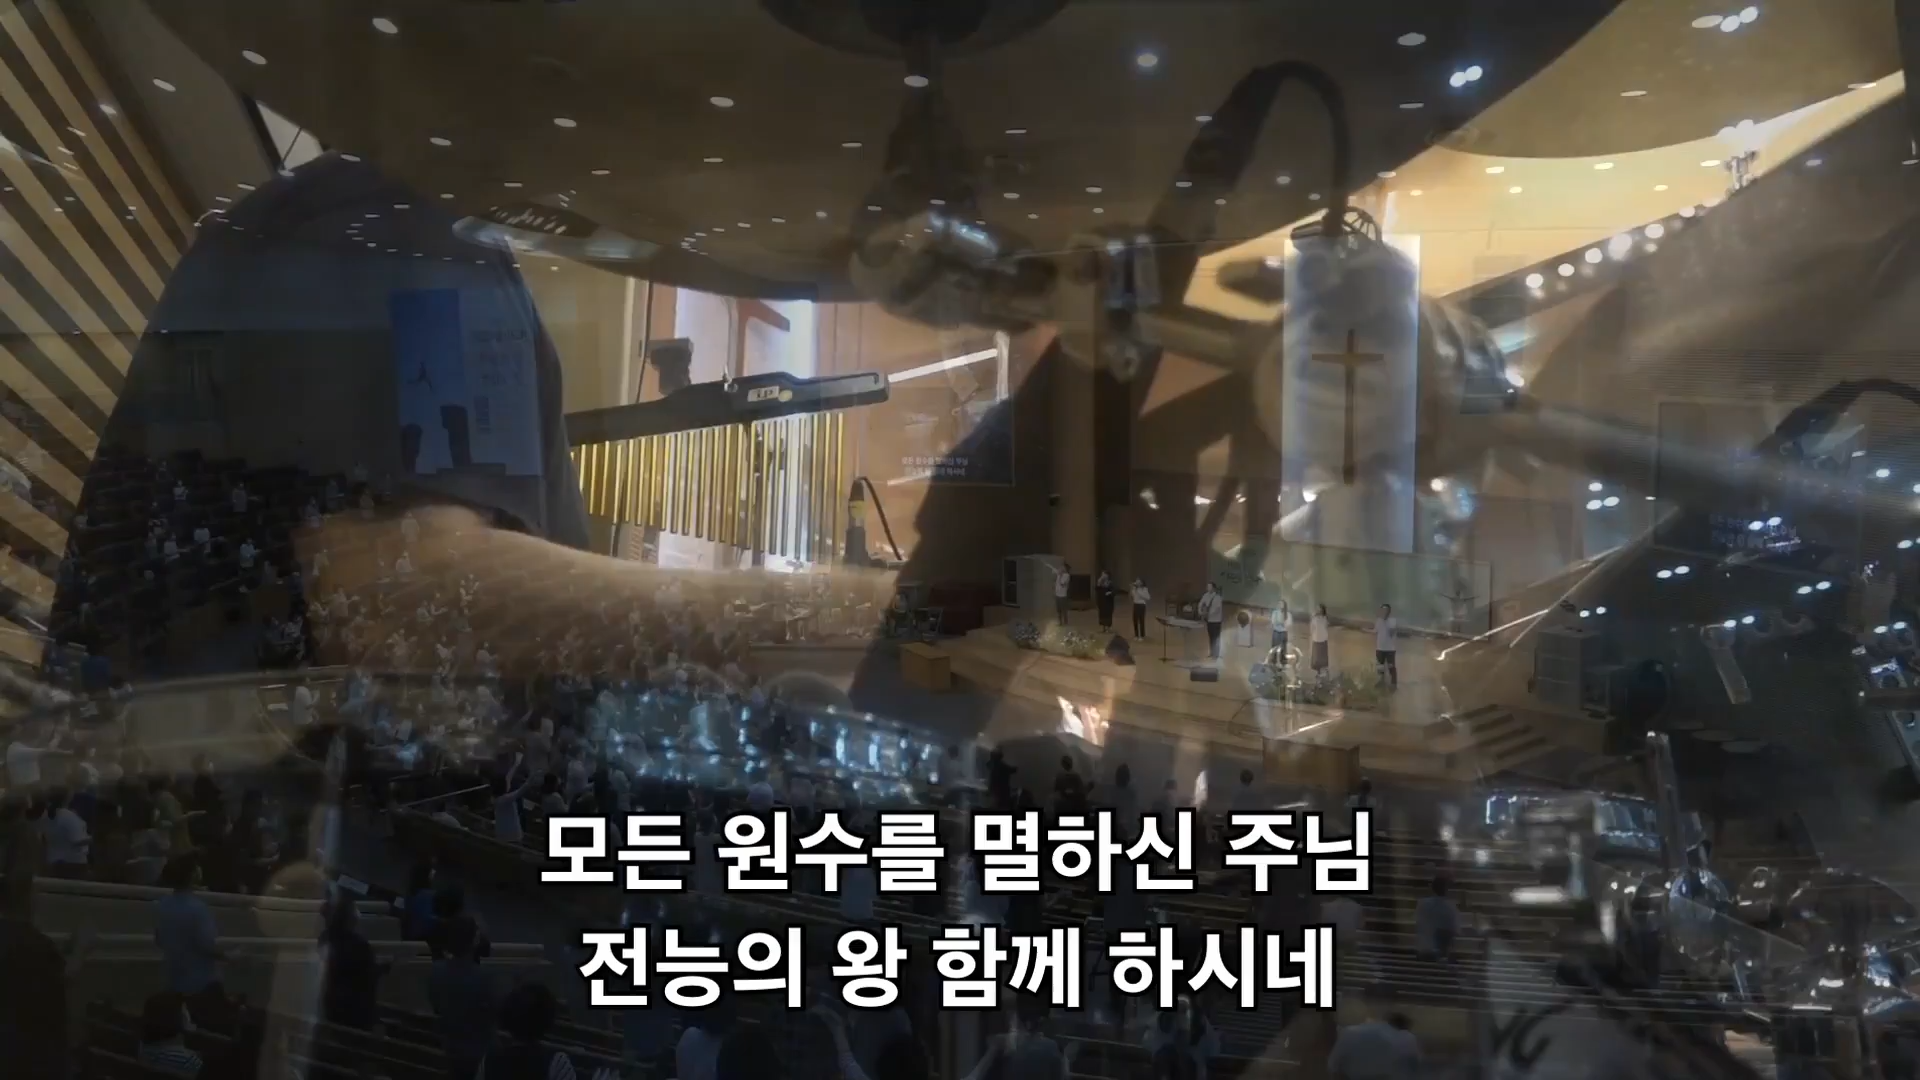 모든 원수를 멸하신 주님
전능의 왕 함께 하시네